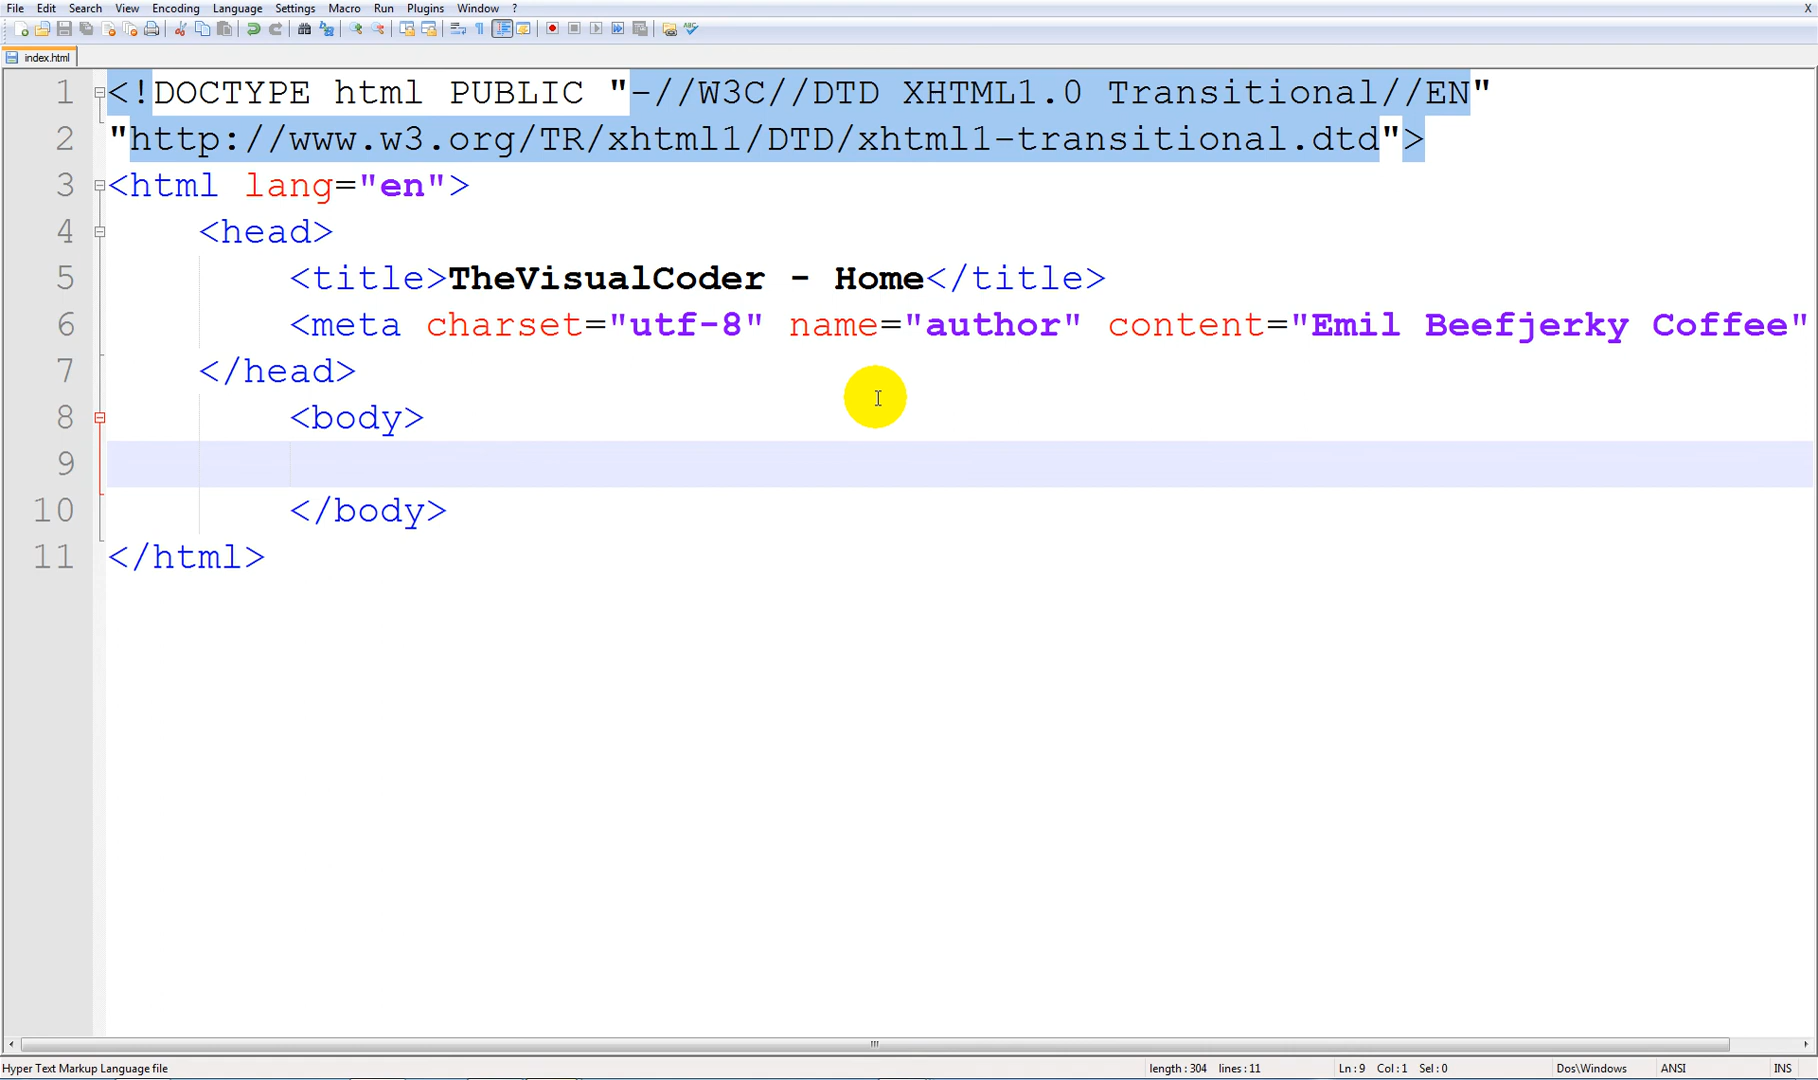 File Edit Search View Encoding Language Settings Macro Run Plugins Window ? X
index.html
1 <!DOCTYPE html PUBLIC "-//W3C//DTD XHTML1.0 Transitional//EN"
2 "http://www.w3.org/TR/xhtml1/DTD/xhtml1-transitional.dtd">
3 <html lang="en">
4 <head>
5 <title>TheVisualCoder - Home</title>
6 <meta charset="utf-8" name="author" content="Emil Beefjerky Coffee"
7 </head>
8 <body>
9
10 </body>
11 </html>
Hyper Text Markup Language file length : 304 lines : 11 Ln : 9 Col : 1 Sel : 0 Dos\Windows ANSI INS